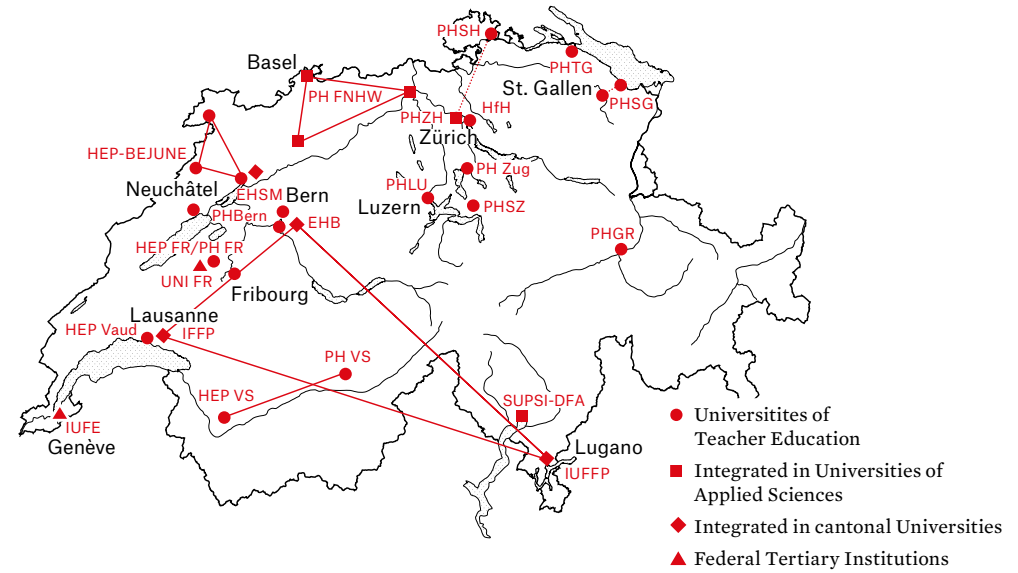 PHSH
Basel
PHTG
St. Gallen
PH FNHW
PHSG
HfH
PHZH
Zürich
HEP-BEJUNE
PH Zug
Neuchâtel
EHSM
Bern
PHLU
Luzern
PHSZ
PHBern
EHB
PHGR
HEP FR/PH FR
UNI FR
Fribourg
Lausanne
HEP Vaud
IFFP
PH VS
HEP VS
SUPSI-DFA
IUFE
Genève
Lugano
IUFFP
Universitites of
Teacher Education
Integrated in Universities of
Applied Sciences
Integrated in cantonal Universities
Federal Tertiary Institutions